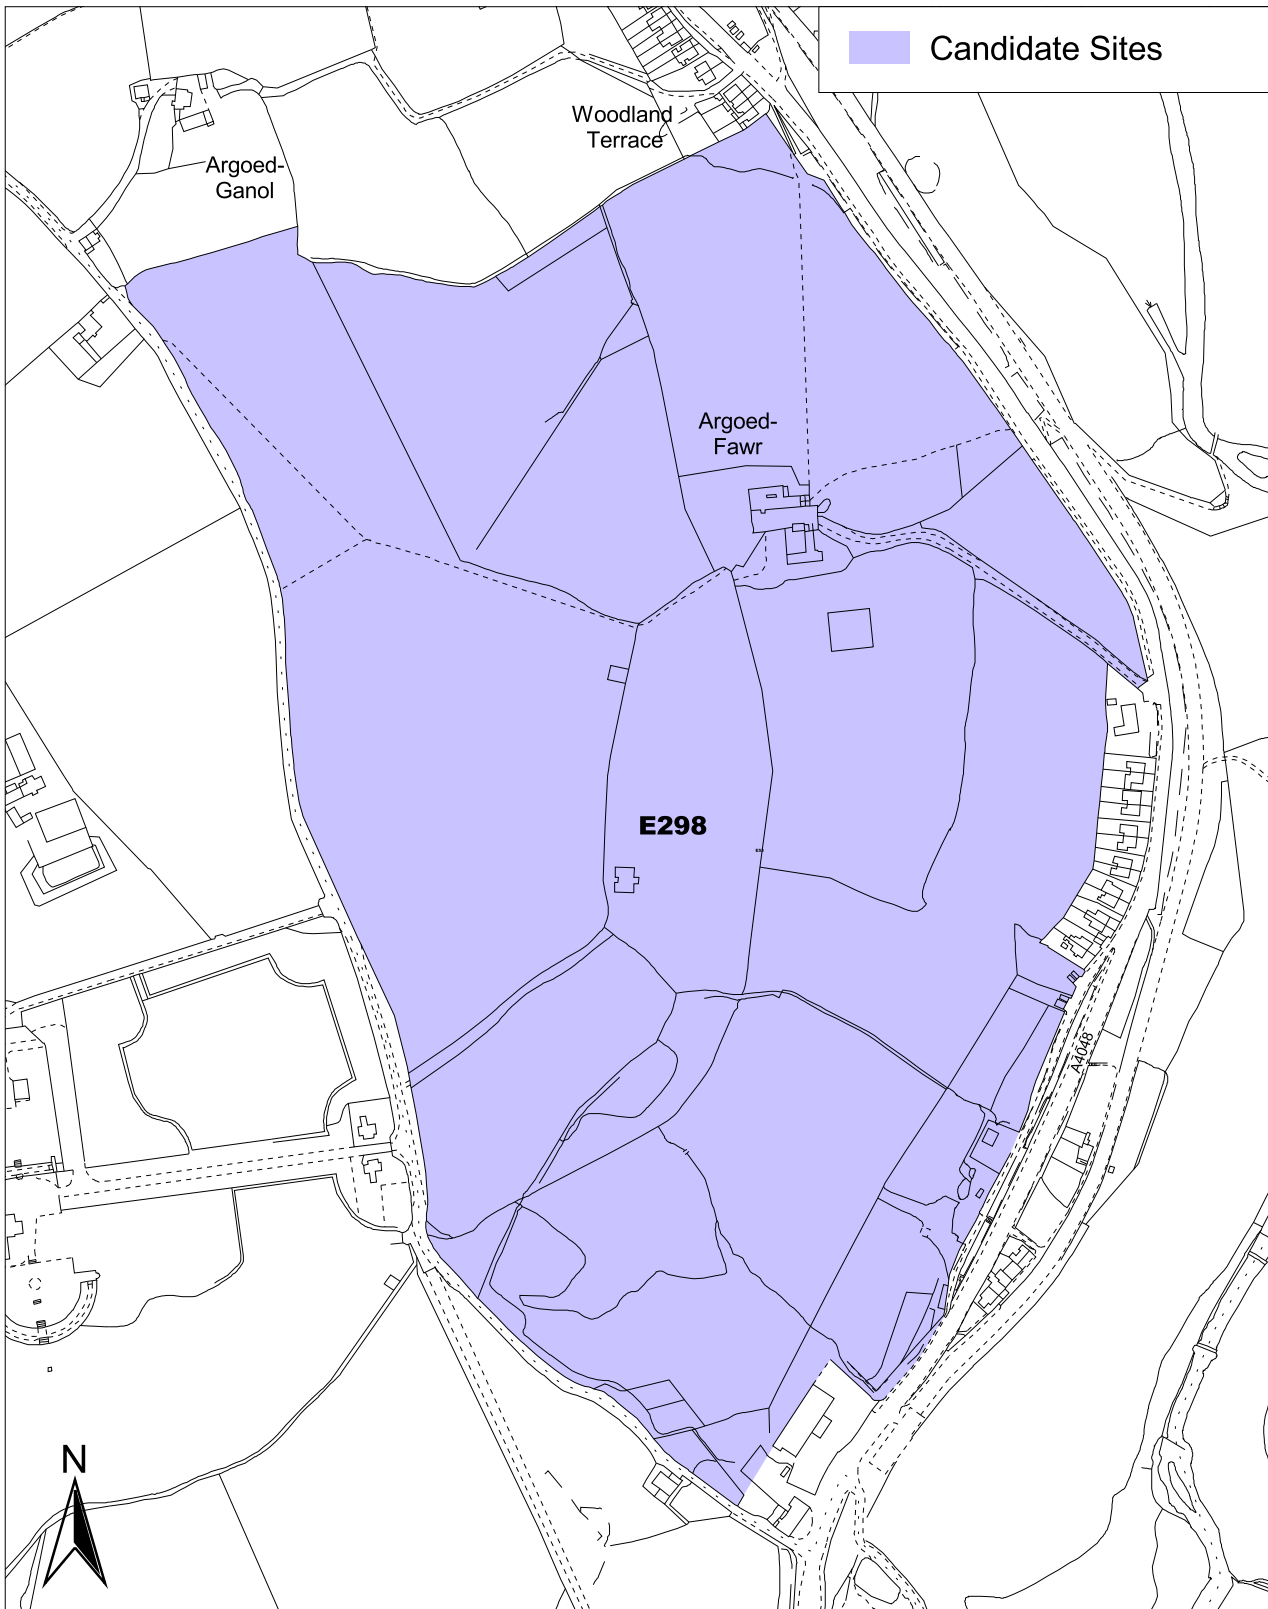 Candidate Sites
Woodland
Terrace
Argoed-
Ganol
Argoed-
Fawr
E298
A4048
N